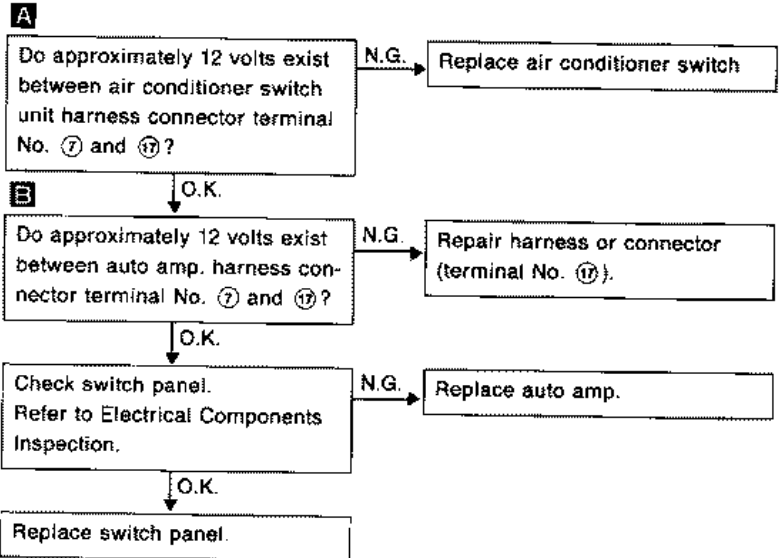 A
Do approximately 12 volts exist
between air conditioner switch
unit harness connector terminal
No. ⑦ and ⑰?
N.G.
Replace air conditioner switch
O.K.
B
Do approximately 12 volts exist
between auto amp. harness con-
nector terminal No. ⑦ and ⑰?
N.G.
Repair harness or connector
(terminal No. ⑰).
O.K.
Check switch panel.
Refer to Electrical Components
Inspection.
N.G.
Replace auto amp.
O.K.
Replace switch panel.